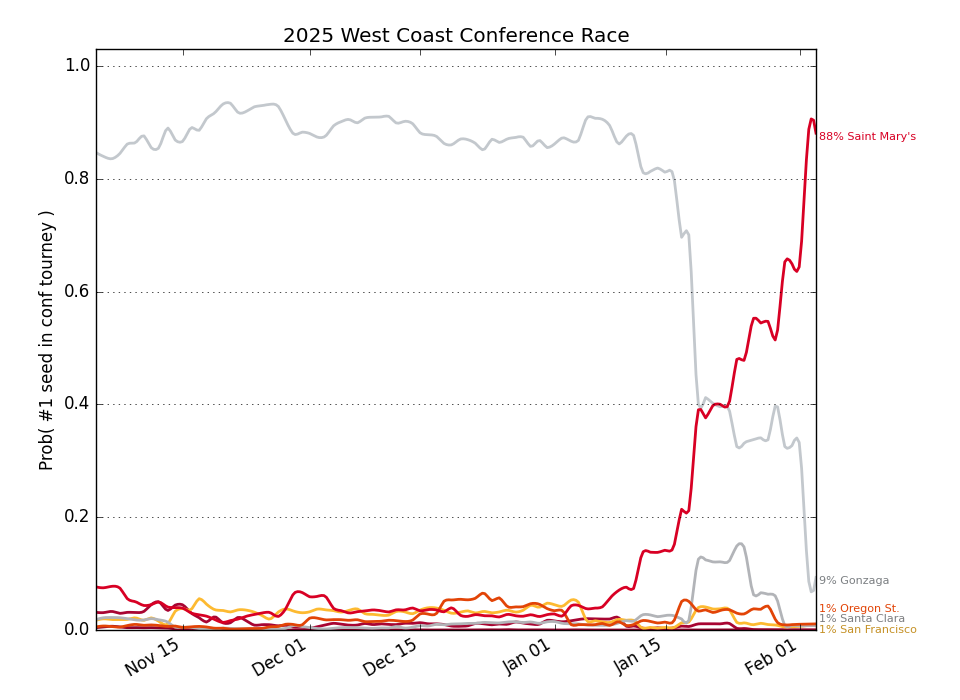 2025 West Coast Conference Race
1.0
0.8
0.6
0.4
0.2
0.0
Prob( #1 seed in conf tourney )
88% Saint Mary's
9% Gonzaga
1% Oregon St.
1% Santa Clara
1% San Francisco
Nov 15
Dec 01
Dec 15
Jan 01
Jan 15
Feb 01